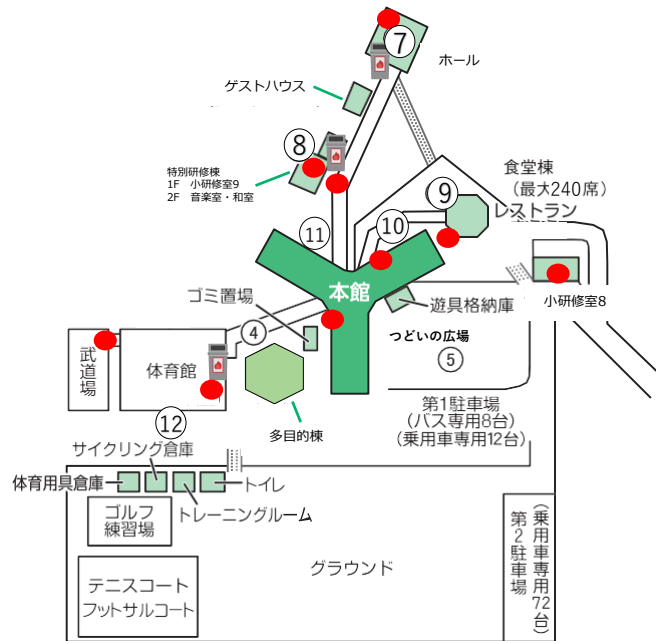 ⑦
ホール
ゲストハウス
⑧
特別研修棟
1F 小研修室9
2F 音楽室・和室
食堂棟
(最大240席)
⑨
レストラン
⑩
⑪
本館
小研修室8
ゴミ置場
遊具格納庫
④
つどいの広場
⑤
武道場
体育館
多目的棟
第1駐車場
(バス専用8台)
(乗用車専用12台)
⑫
サイクリング倉庫
体育用具倉庫
トイレ
トレーニングルーム
ゴルフ
練習場
グラウンド
テニスコート
フットサルコート
第2駐車場
(乗用車専用72台)